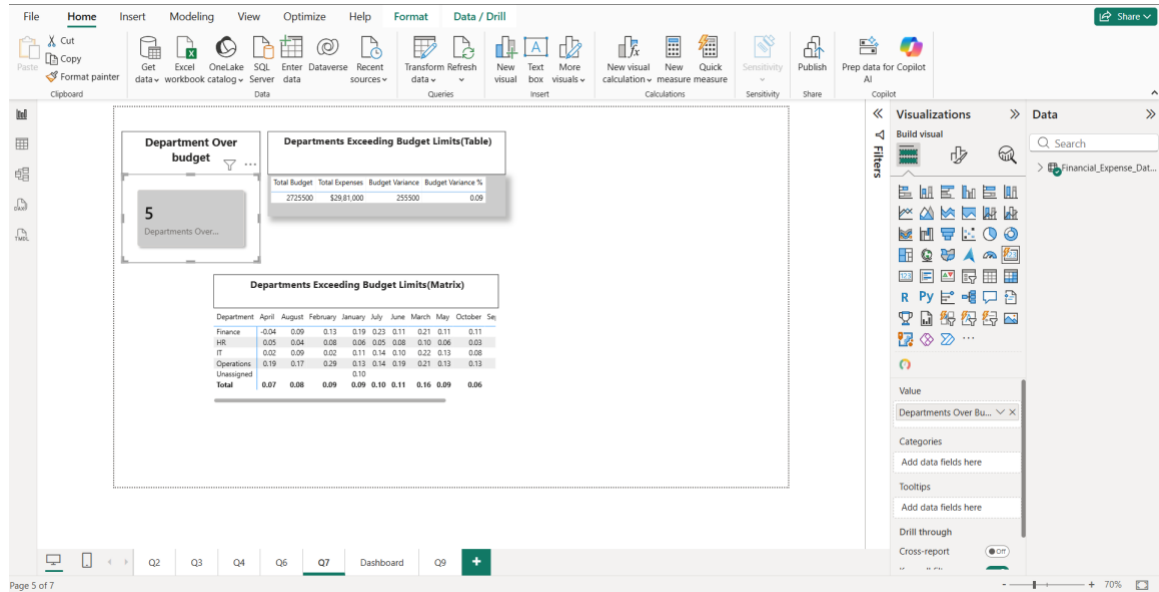 File Home Insert Modeling View Optimize Help Format Data / Drill Share
Paste
Cut
Copy
Format painter
Clipboard
Get data
Excel workbook
OneLake catalog
SQL Server
Enter data
Dataverse
Recent sources
Data
Transform data
Refresh
Queries
New visual
Text box
More visuals
Insert
New visual calculation
New measure
Quick measure
Calculations
Sensitivity
Sensitivity
Publish
Share
Prep data for AI
Copilot
Copilot
Department Over
budget
5
Departments Over...
Departments Exceeding Budget Limits(Table)
Total Budget Total Expenses Budget Variance Budget Variance %
2725500 $29,81,000 255500 0.09
Departments Exceeding Budget Limits(Matrix)
Department April August February January July June March May October Se
Finance -0.04 0.09 0.13 0.19 0.23 0.11 0.21 0.11 0.11
HR 0.05 0.04 0.08 0.06 0.05 0.08 0.10 0.06 0.03
IT 0.02 0.09 0.02 0.11 0.14 0.10 0.22 0.13 0.08
Operations 0.19 0.17 0.29 0.13 0.14 0.19 0.21 0.13 0.13
Unassigned 0.10
Total 0.07 0.08 0.09 0.09 0.10 0.11 0.16 0.09 0.06
Filters
Visualizations
Build visual
123
R Py
Value
Departments Over Bu...
Categories
Add data fields here
Tooltips
Add data fields here
Drill through
Cross-report
Off
Data
Search
Financial_Expense_Dat...
Q2 Q3 Q4 Q6 Q7 Dashboard Q9 +
Page 5 of 7
- + 70%